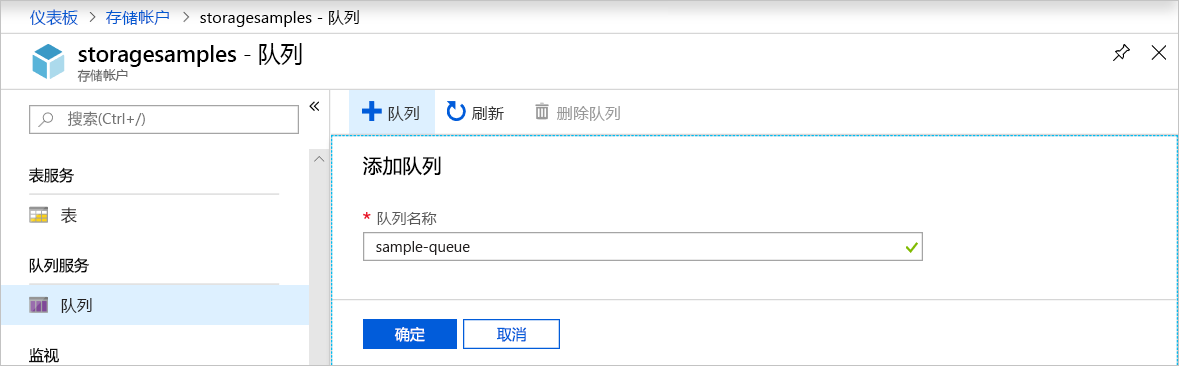 仪表板 > 存储帐户 > storagesamples - 队列
storagesamples - 队列
存储帐户
搜索(Ctrl+/)
表服务
表
队列服务
队列
监视
队列 刷新 删除队列
添加队列
* 队列名称
sample-queue
确定 取消